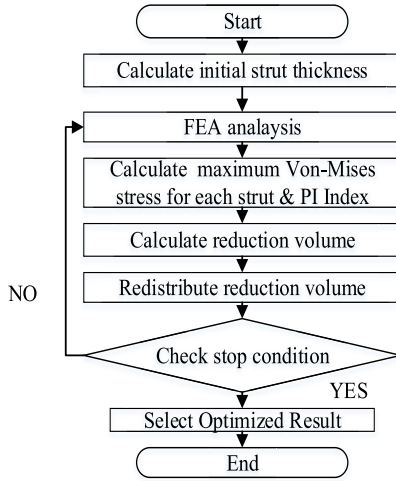 Start
Calculate initial strut thickness
FEA analaysis
Calculate maximum Von-Mises
stress for each strut & PI Index
Calculate reduction volume
Redistribute reduction volume
NO
Check stop condition
YES
Select Optimized Result
End